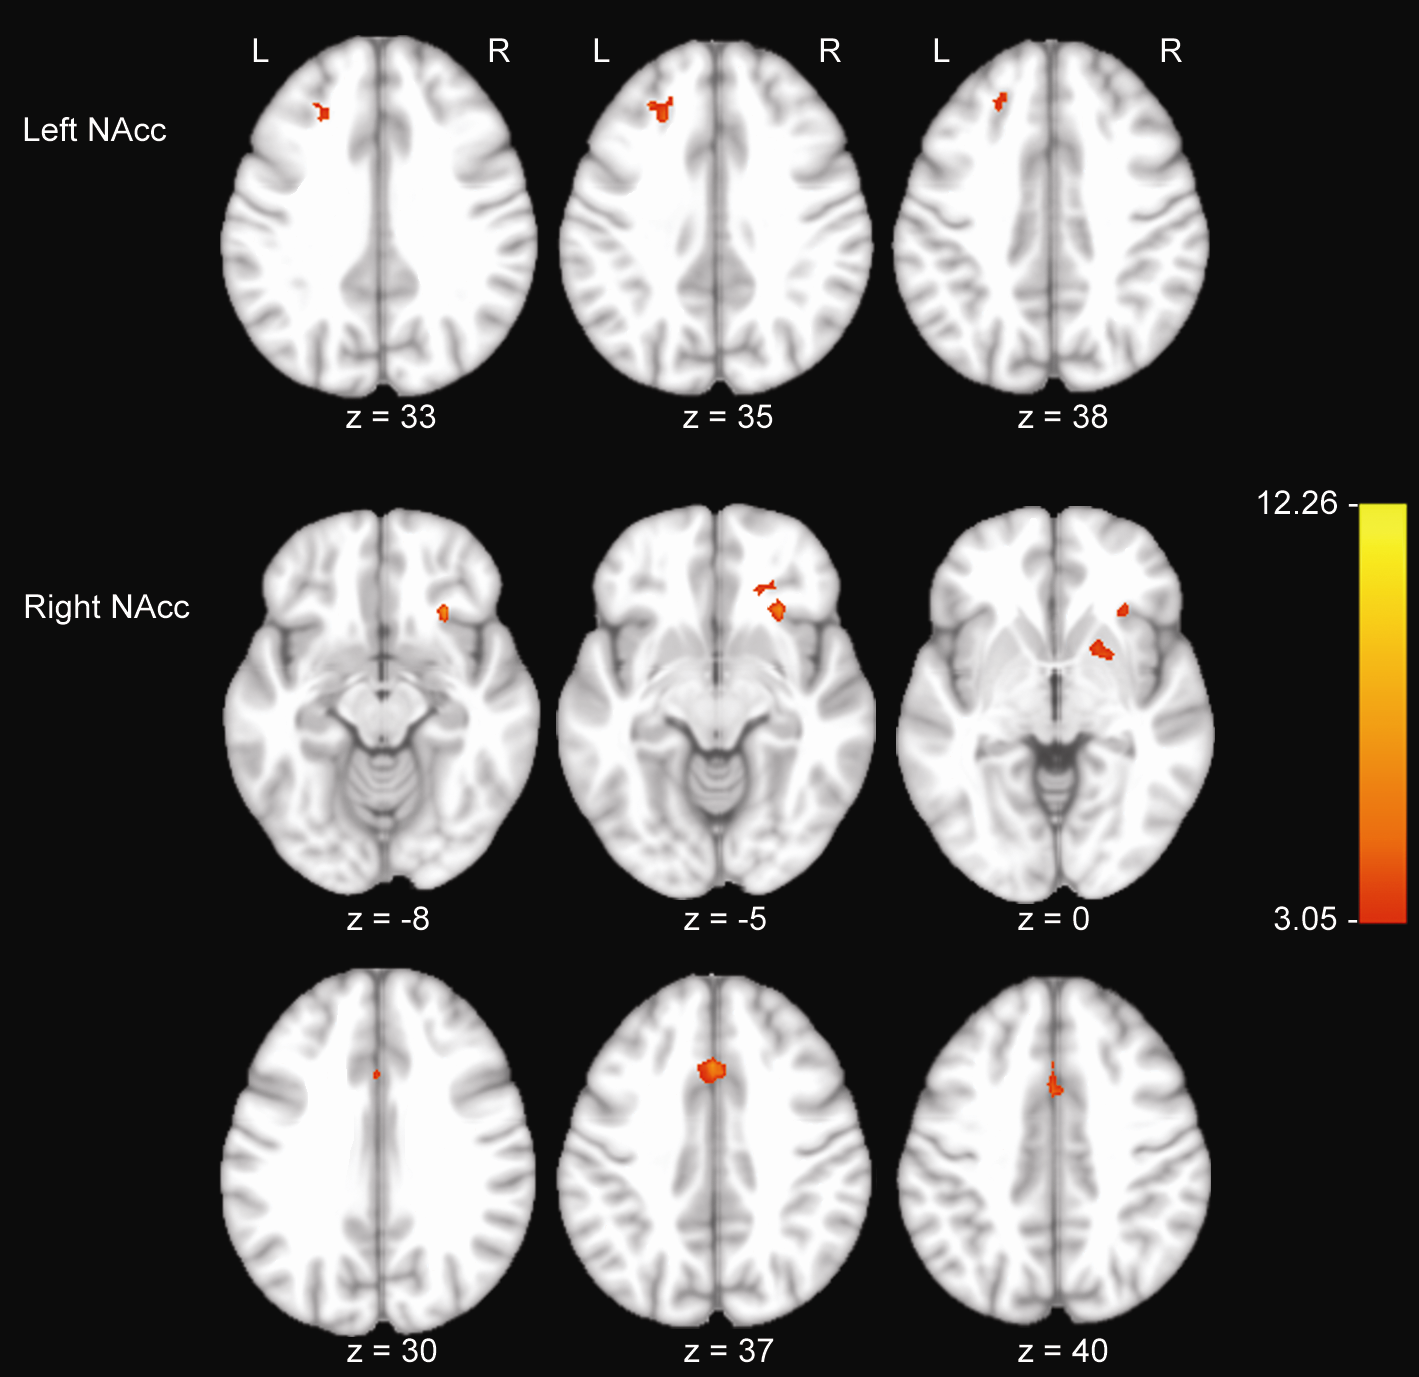 L R L R L R
Left NAcc
z = 33 z = 35 z = 38
12.26 -
Right NAcc
z = -8 z = -5 z = 0
3.05 -
z = 30 z = 37 z = 40